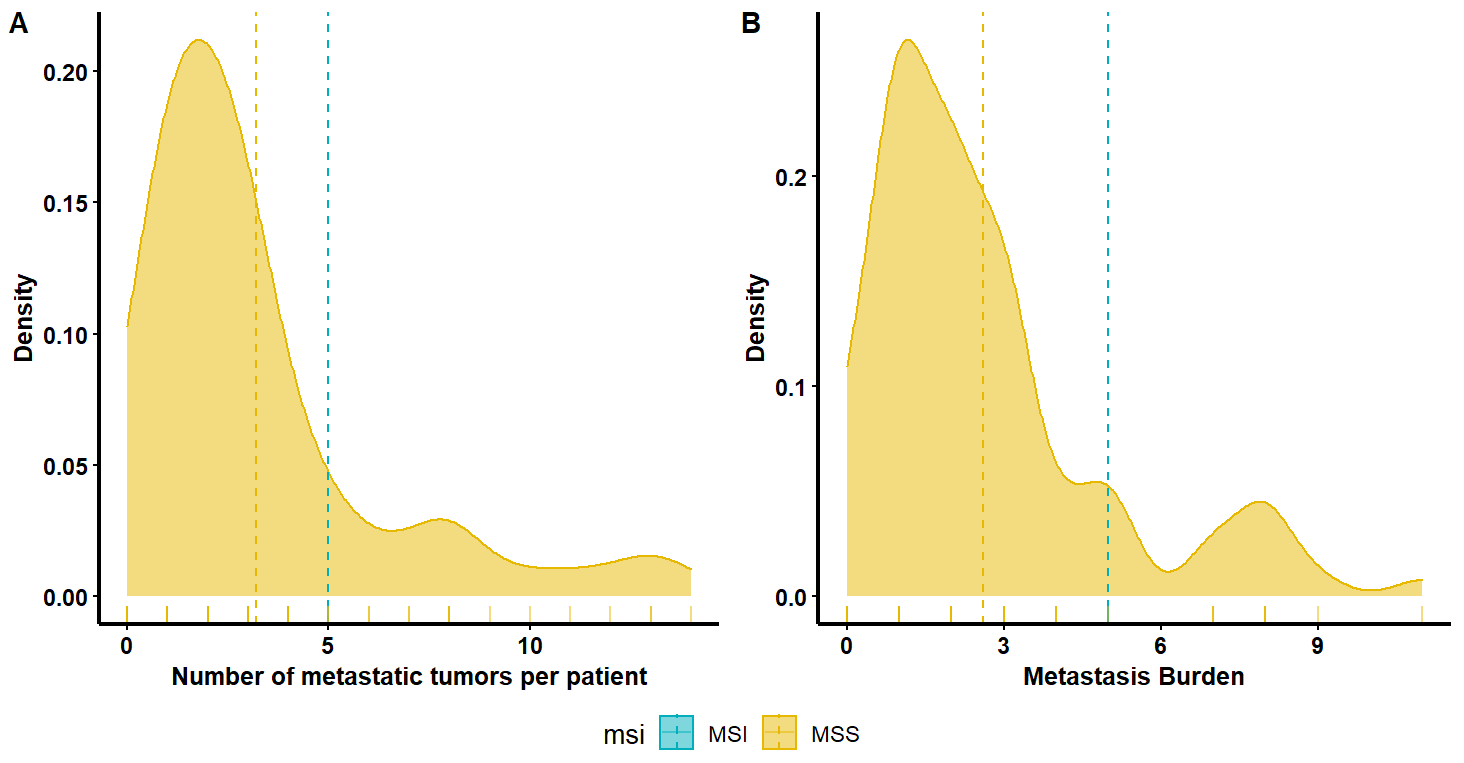 A
Density
0.20
0.15
0.10
0.05
0.00
0 5 10
Number of metastatic tumors per patient
B
Density
0.2
0.1
0.0
0 3 6 9
Metastasis Burden
msi MSI MSS